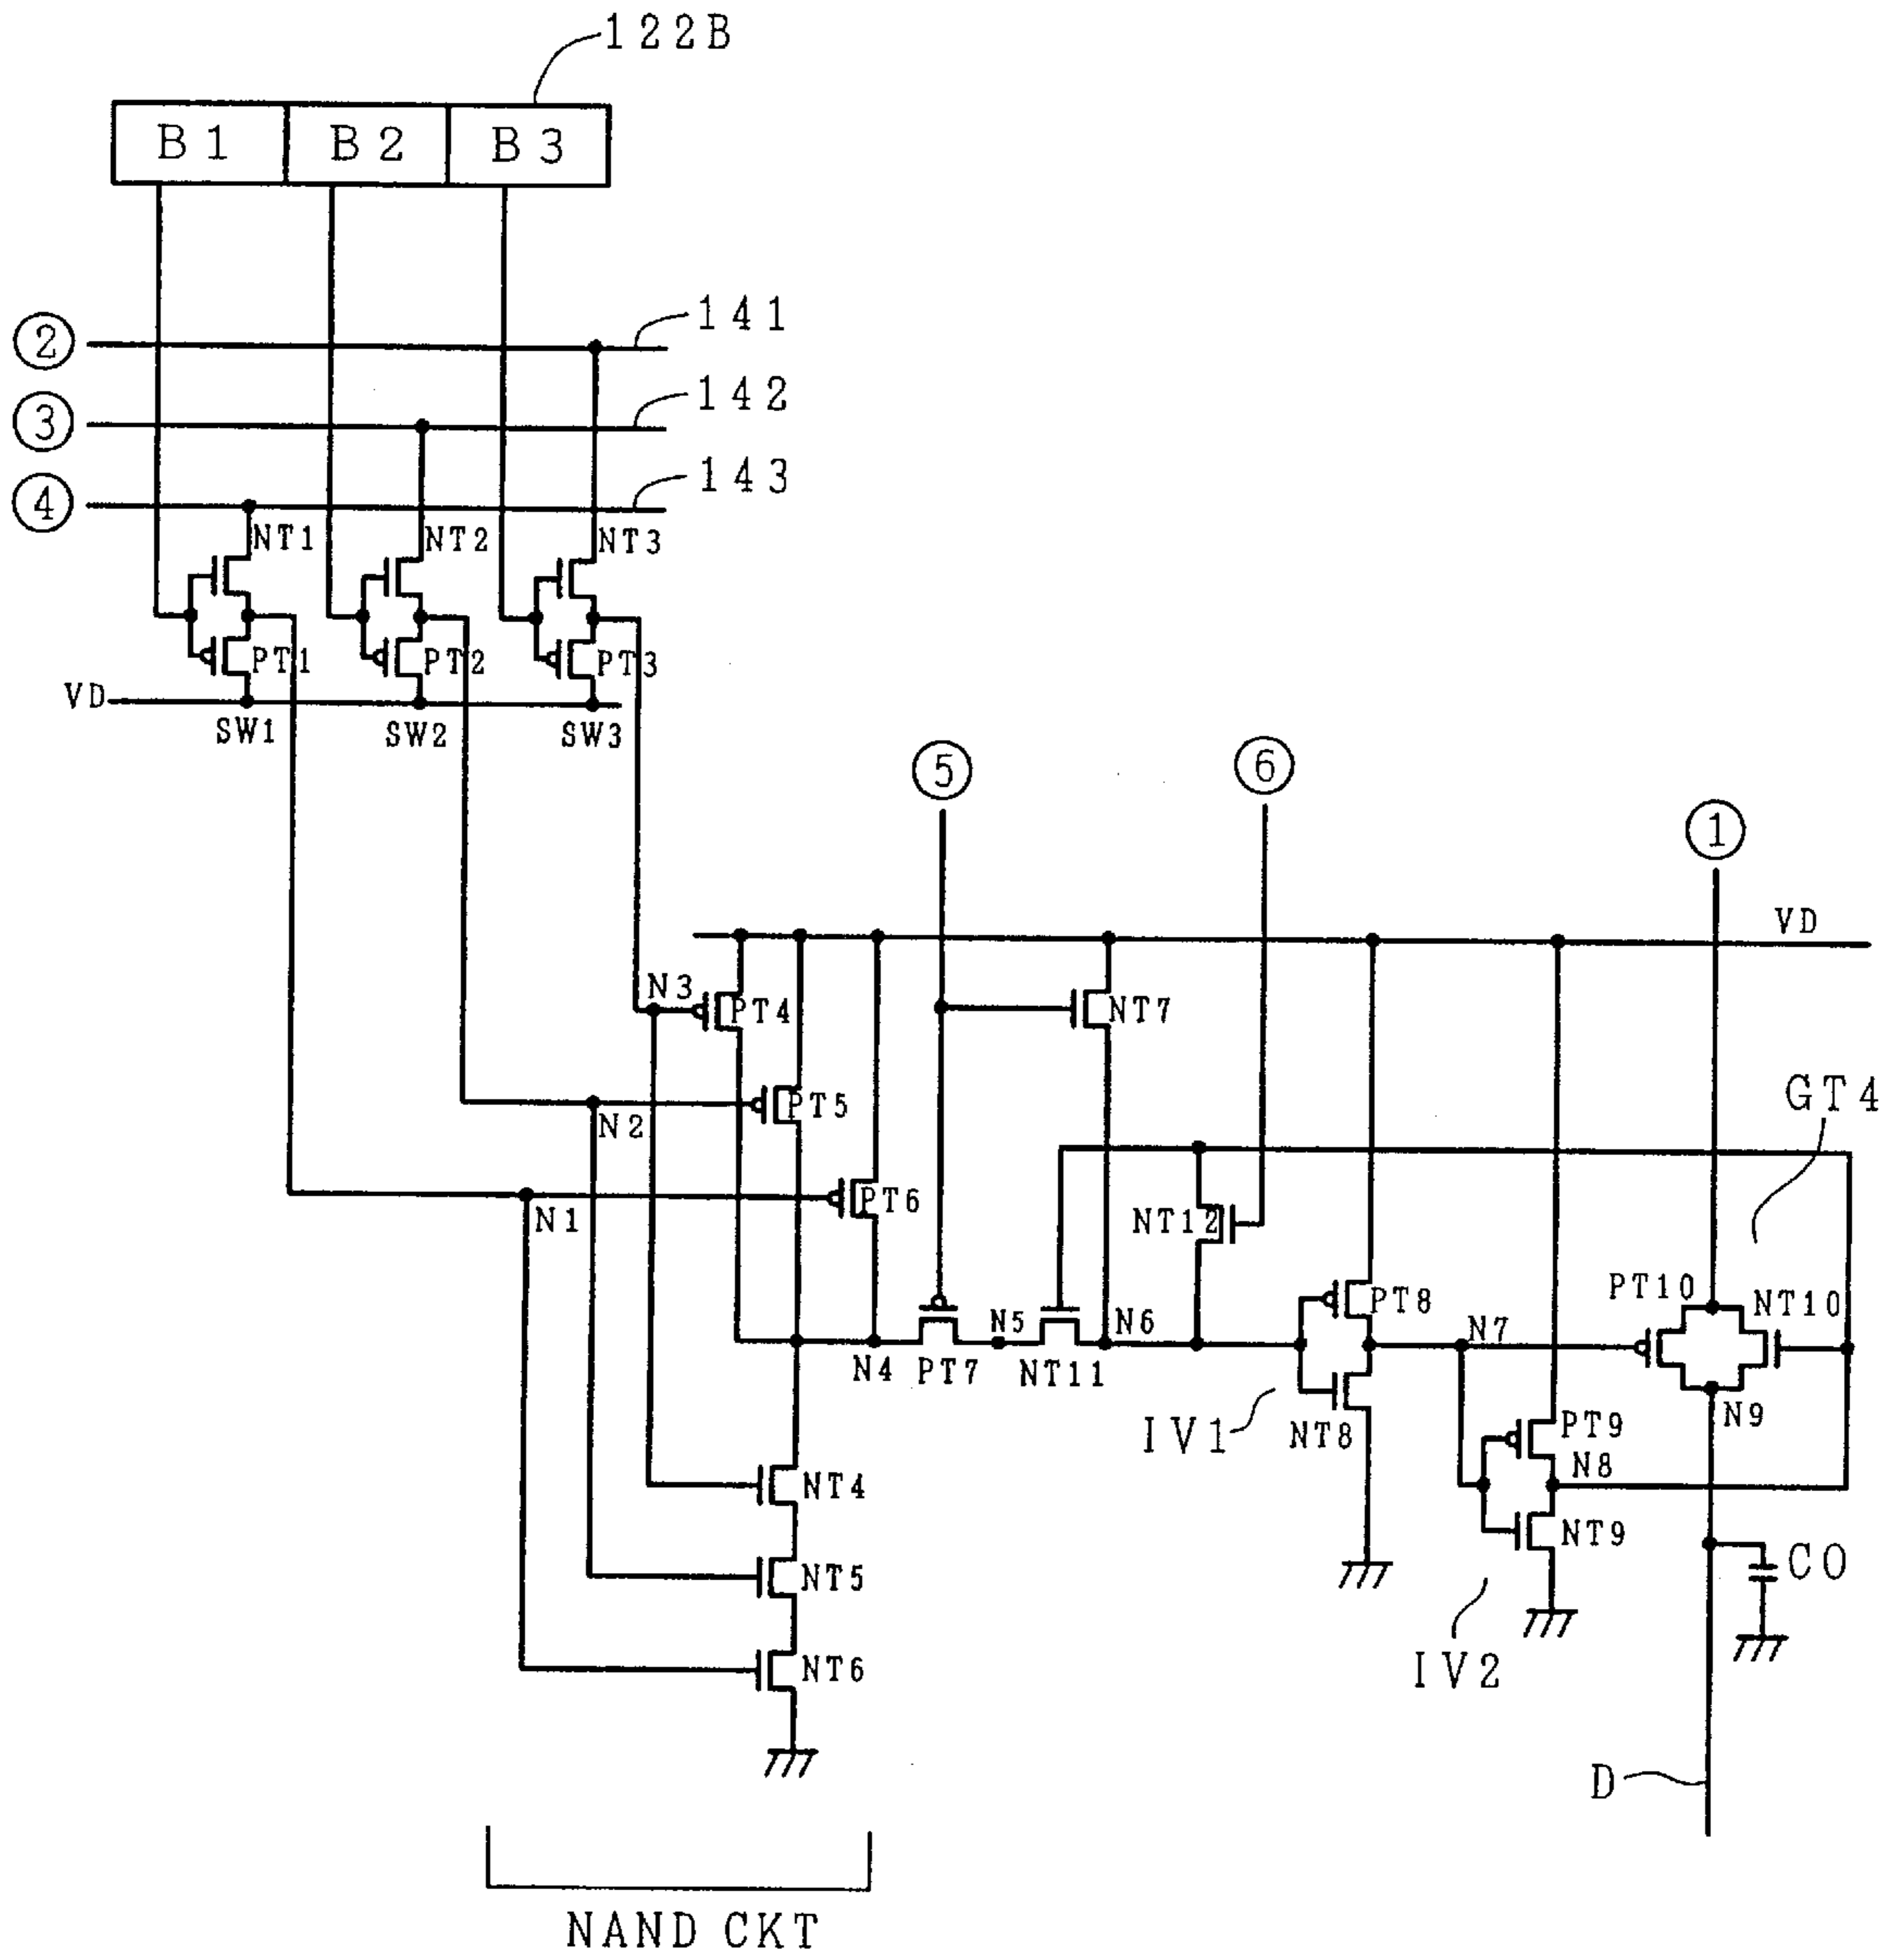 122B
B1 B2 B3
② 141
③ 142
④ 143
NT1 NT2 NT3
PT1 PT2 PT3
VD
SW1 SW2 SW3
⑤ ⑥ ①
VD
N3 PT4 NT7
N2 PT5 GT4
N1 PT6 NT12
PT8 PT10 NT10
N4 PT7 N5 NT11 N6 N7
IV1 NT8 PT9 N9
N8
NT4 NT9 C0
NT5
NT6 IV2
D
NAND CKT